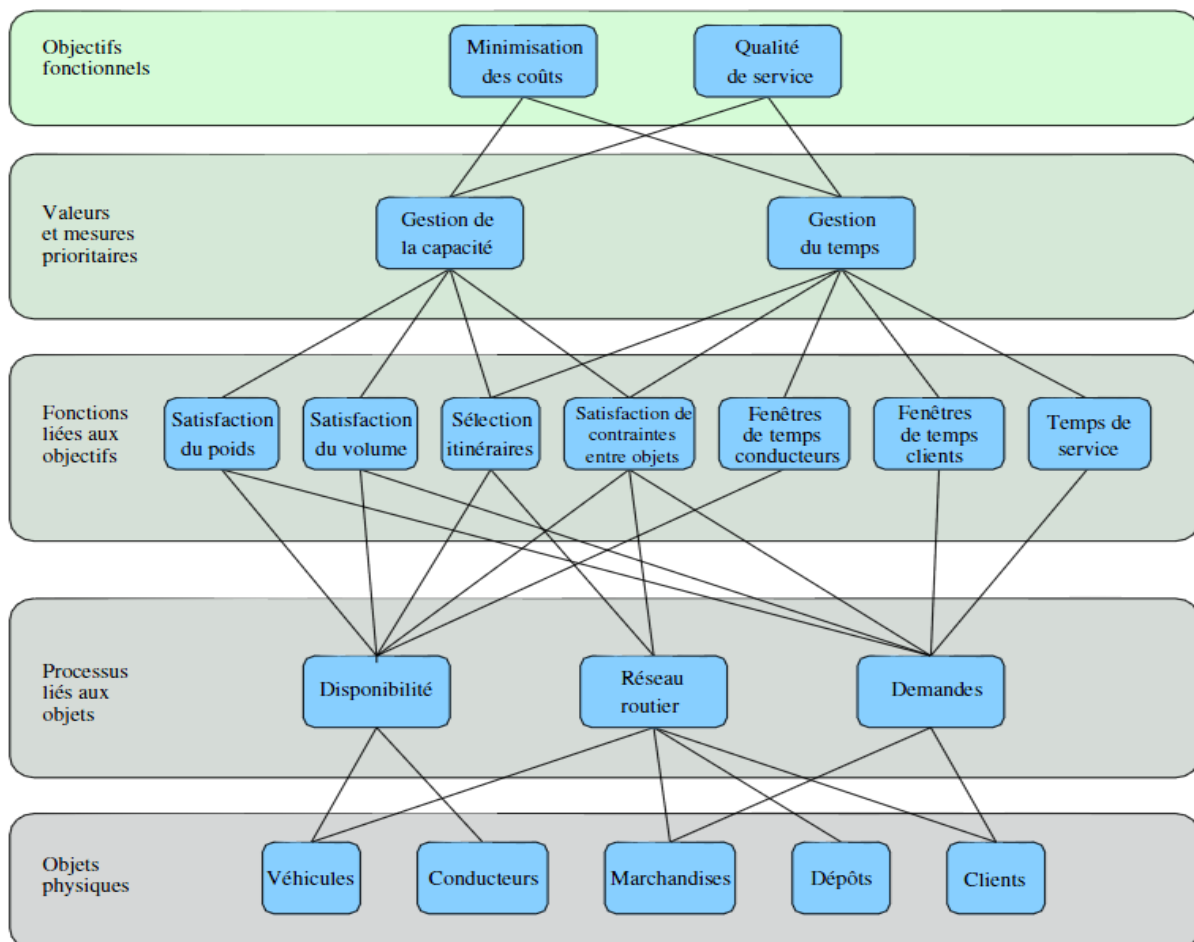 Objectifs
fonctionnels
Minimisation
des coûts
Qualité
de service
Valeurs
et mesures
prioritaires
Gestion de
la capacité
Gestion
du temps
Fonctions
liées aux
objectifs
Satisfaction
du poids
Satisfaction
du volume
Sélection
itinéraires
Satisfaction de
contraintes
entre objets
Fenêtres
de temps
conducteurs
Fenêtres
de temps
clients
Temps de
service
Processus
liés aux
objets
Disponibilité
Réseau
routier
Demandes
Objets
physiques
Véhicules
Conducteurs
Marchandises
Dépôts
Clients